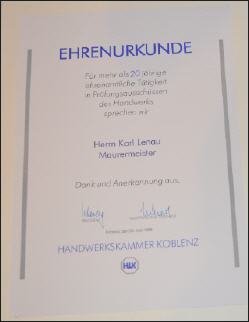 EHRENURKUNDE
Für mehr als 20 jährige
ehrenamtliche Tätigkeit
in Prüfungsausschüssen
des Handwerks
sprechen wir
Herrn Karl Lenau
Maurermeister
Dank und Anerkennung aus.
HANDWERKSKAMMER KOBLENZ
HwK